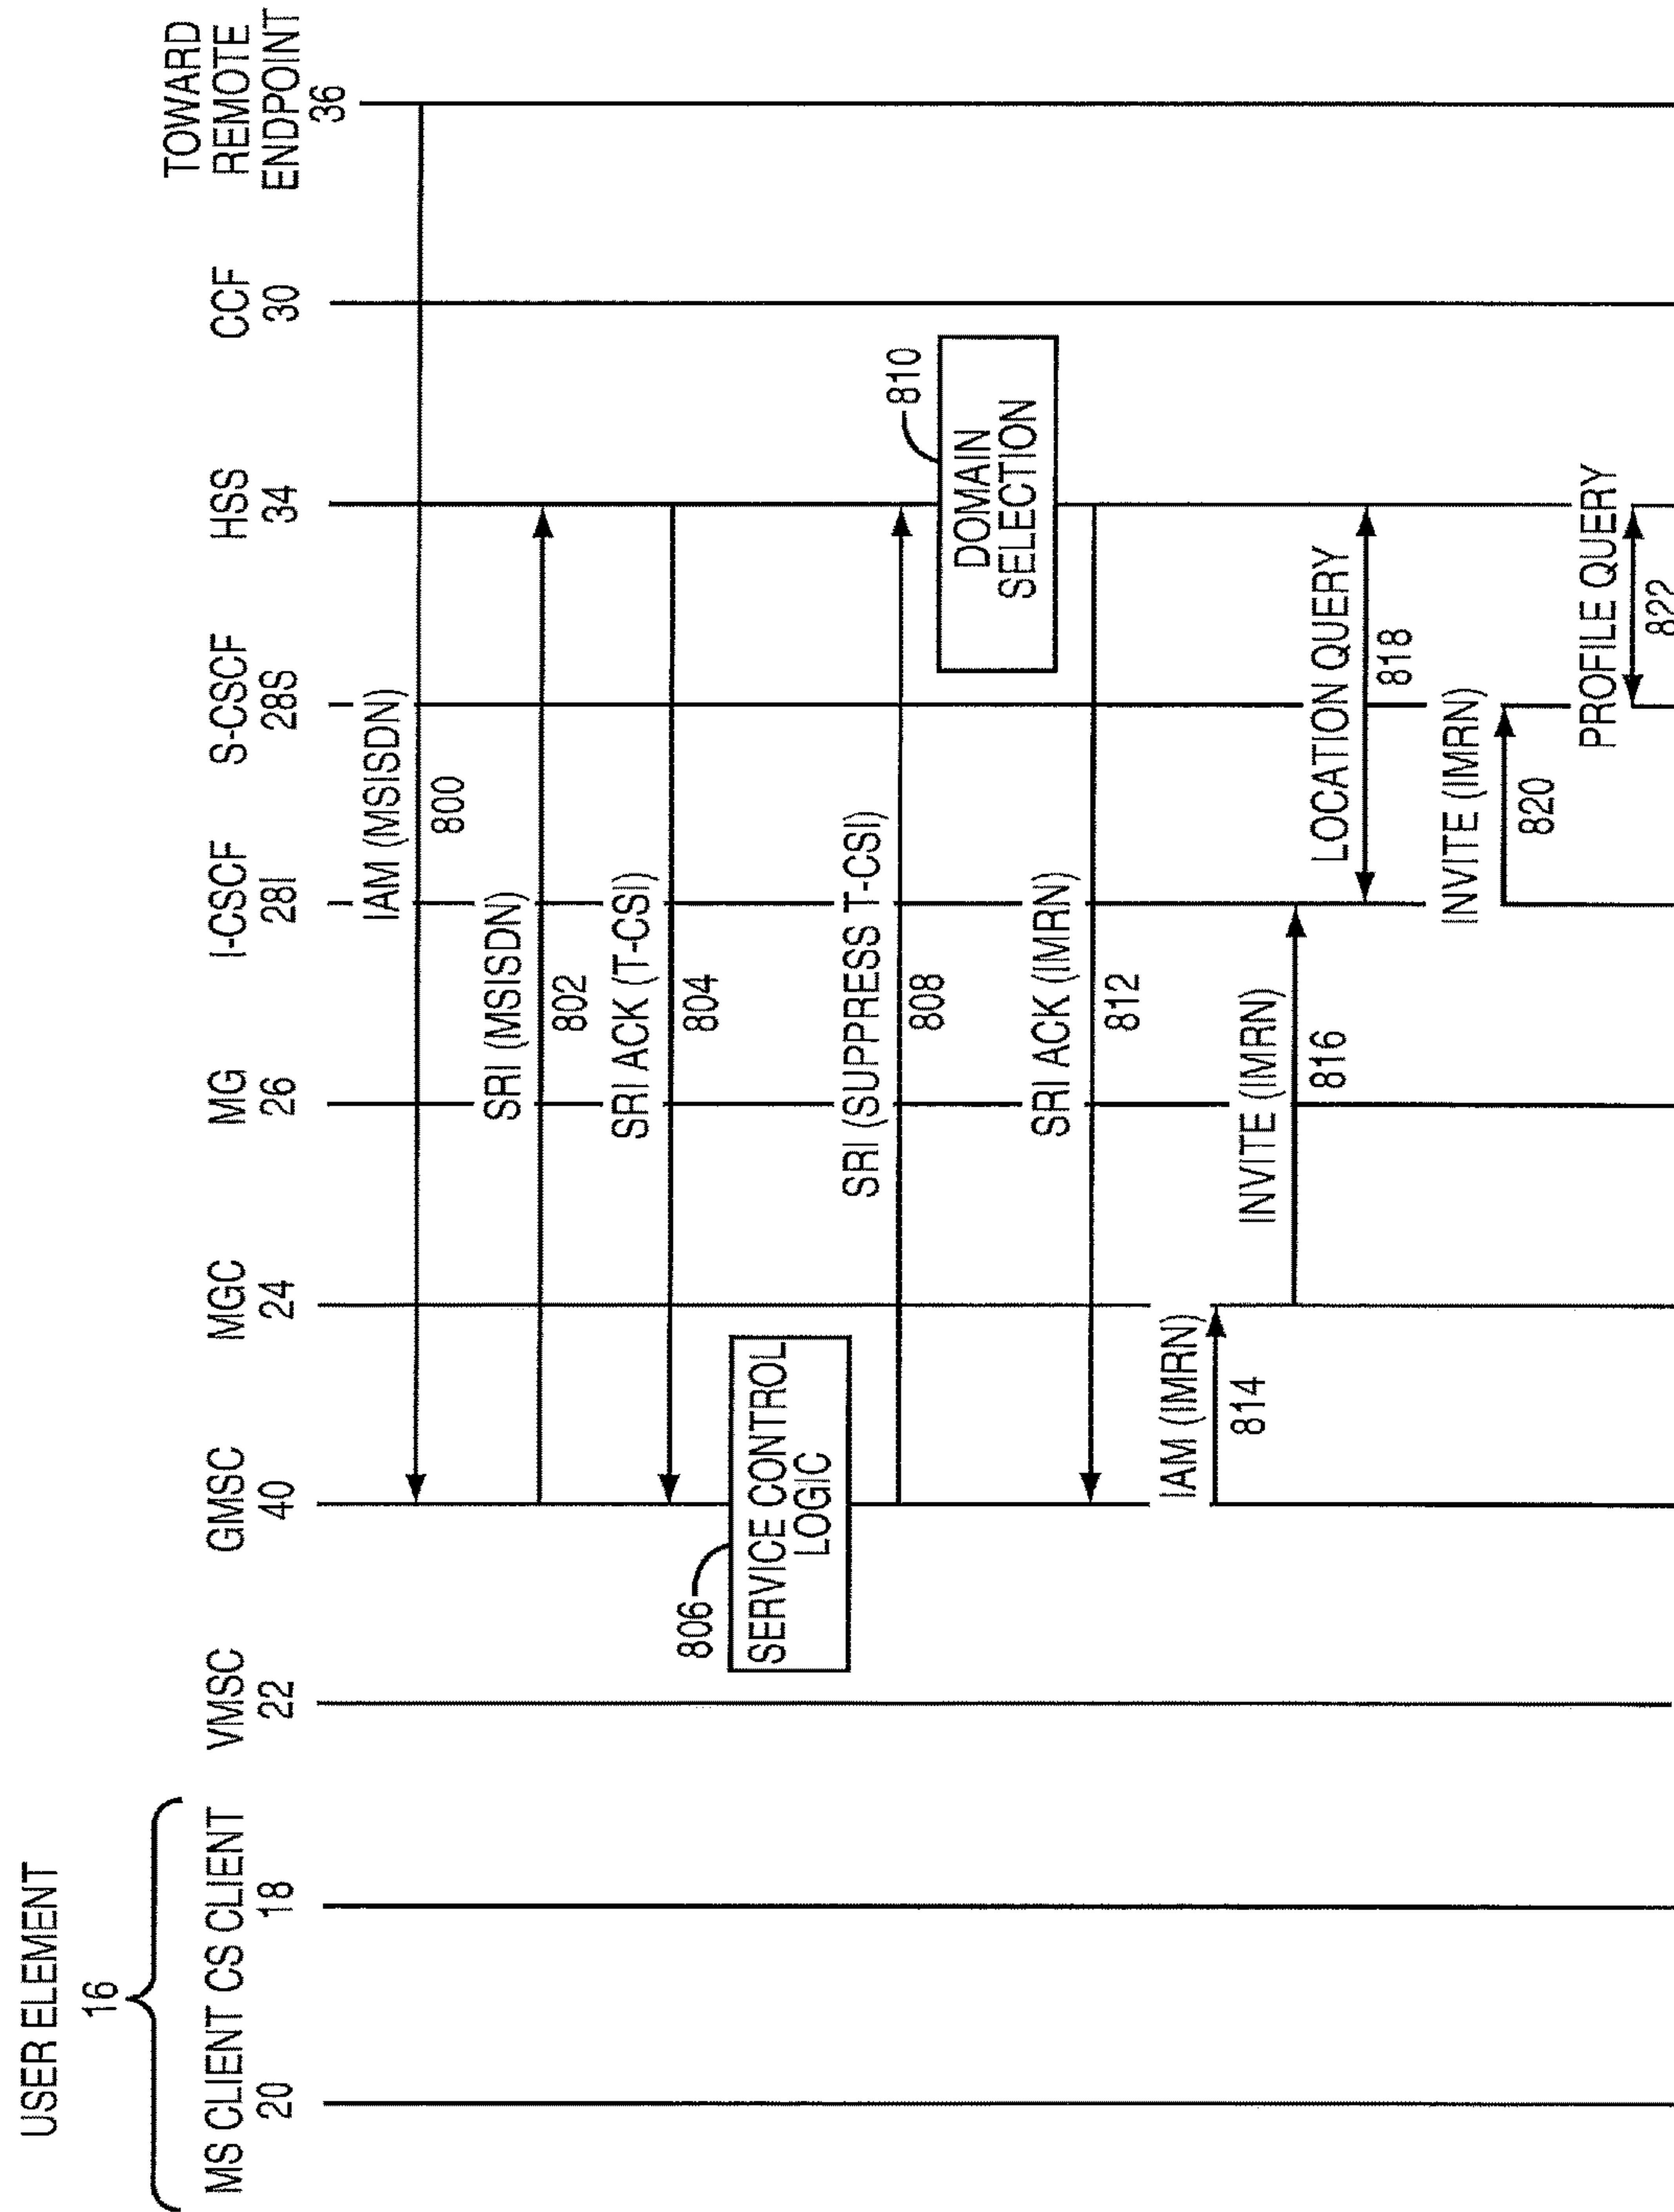 USER ELEMENT
16
MS CLIENT
20
CS CLIENT
18
VMSC
22
GMSC
40
MGC
24
MG
26
I-CSCF
28I
S-CSCF
28S
HSS
34
CCF
30
TOWARD
REMOTE
ENDPOINT
36
IAM (MSISDN)
800
SRI (MSISDN)
802
SRI ACK (T-CSI)
804
806
SERVICE CONTROL
LOGIC
SRI (SUPPRESS T-CSI)
808
810
DOMAIN
SELECTION
SRI ACK (IMRN)
812
IAM (IMRN)
814
INVITE (IMRN)
816
LOCATION QUERY
818
INVITE (IMRN)
820
PROFILE QUERY
822